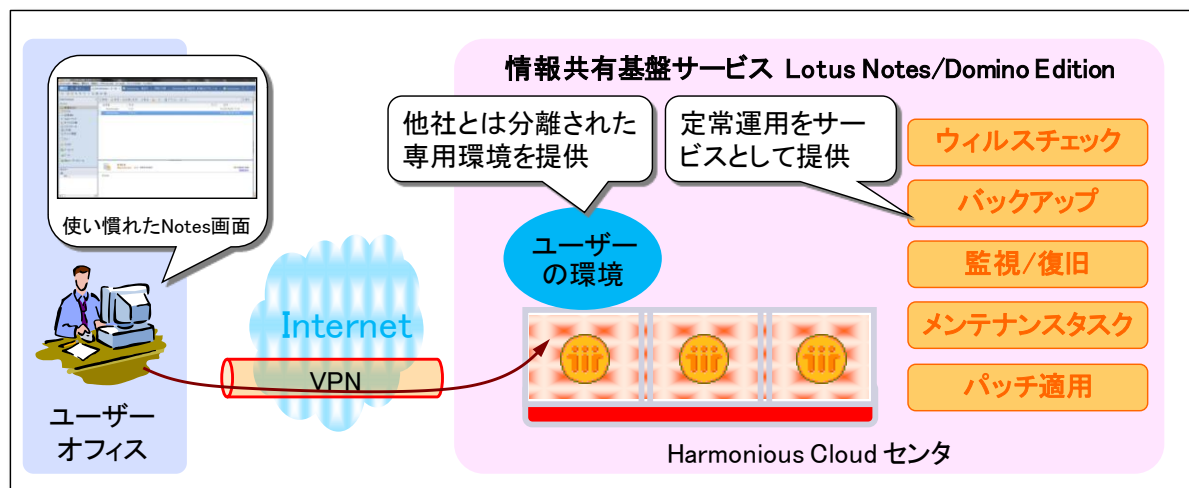 情報共有基盤サービス Lotus Notes/Domino Edition
使い慣れたNotes画面
他社とは分離された
専用環境を提供
定常運用をサー
ビスとして提供
ウィルスチェック
バックアップ
監視/復旧
メンテナンスタスク
パッチ適用
ユーザー
の環境
Internet
VPN
ユーザー
オフィス
Harmonious Cloud センタ